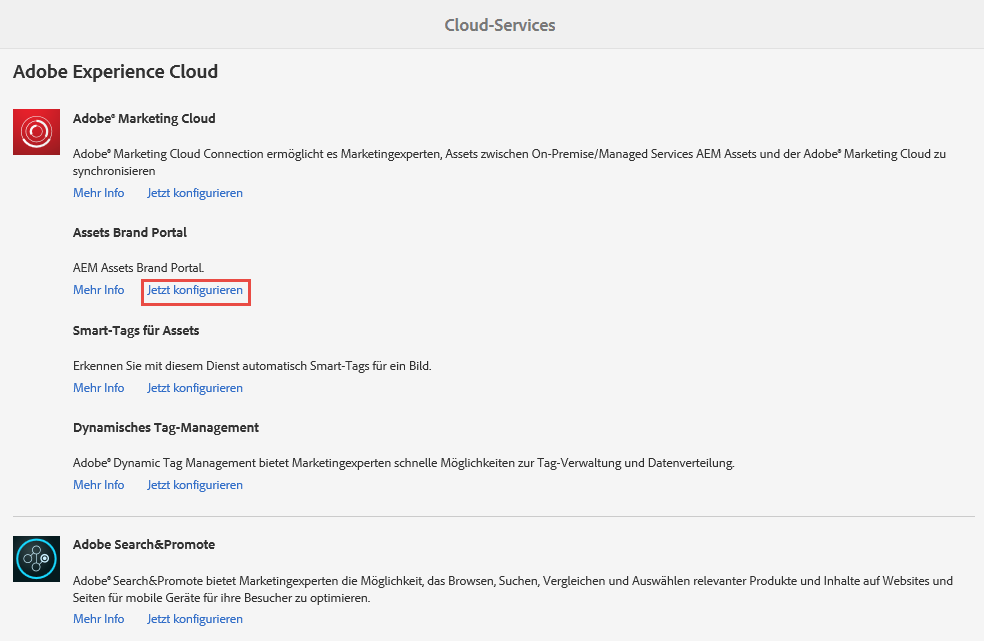 Cloud-Services
Adobe Experience Cloud
Adobe® Marketing Cloud
Adobe® Marketing Cloud Connection ermöglicht es Marketingexperten, Assets zwischen On-Premise/Managed Services AEM Assets und der Adobe® Marketing Cloud zu
synchronisieren
Mehr Info Jetzt konfigurieren
Assets Brand Portal
AEM Assets Brand Portal.
Mehr Info Jetzt konfigurieren
Smart-Tags für Assets
Erkennen Sie mit diesem Dienst automatisch Smart-Tags für ein Bild.
Mehr Info Jetzt konfigurieren
Dynamisches Tag-Management
Adobe® Dynamic Tag Management bietet Marketingexperten schnelle Möglichkeiten zur Tag-Verwaltung und Datenverteilung.
Mehr Info Jetzt konfigurieren
Adobe Search&Promote
Adobe® Search&Promote bietet Marketingexperten die Möglichkeit, das Browsen, Suchen, Vergleichen und Auswählen relevanter Produkte und Inhalte auf Websites und
Seiten für mobile Geräte für ihre Besucher zu optimieren.
Mehr Info Jetzt konfigurieren